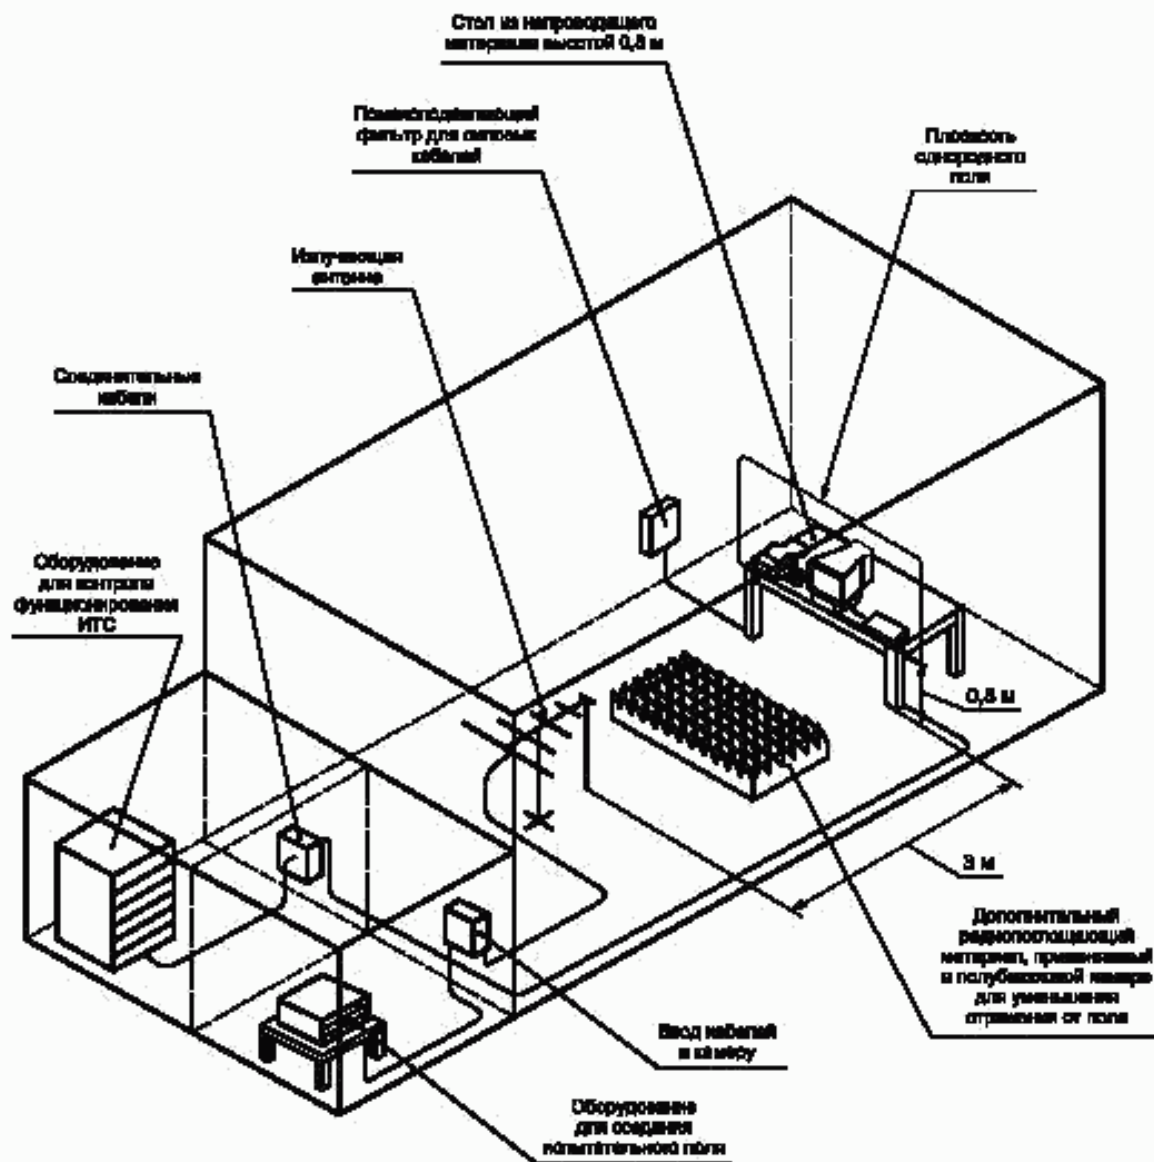 Стол из непроводящего
материала высотой 0,8 м
Помехоподавляющий
фильтр для силовых
кабелей
Плоскость
однородного
поля
Излучающая
антенна
Соединительные
кабели
Оборудование
для контроля
функционирования
ИТС
0,8 м
3 м
Дополнительный
радиопоглощающий
материал, применяемый
в полубезэховой камере
для уменьшения
отражения от пола
Ввод кабелей
в камеру
Оборудование
для создания
испытательного поля